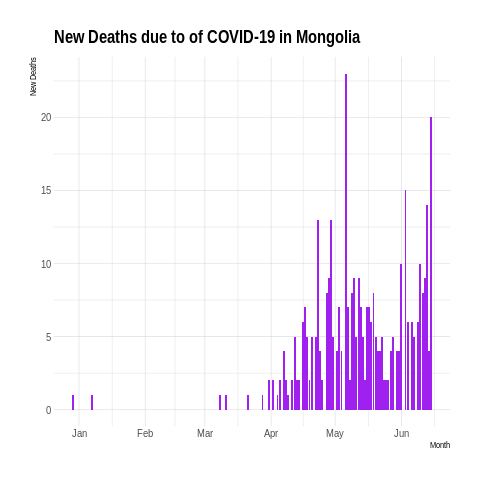 New Deaths due to of COVID-19 in Mongolia
New Deaths
20
15
10
5
0
Jan Feb Mar Apr May Jun
Month